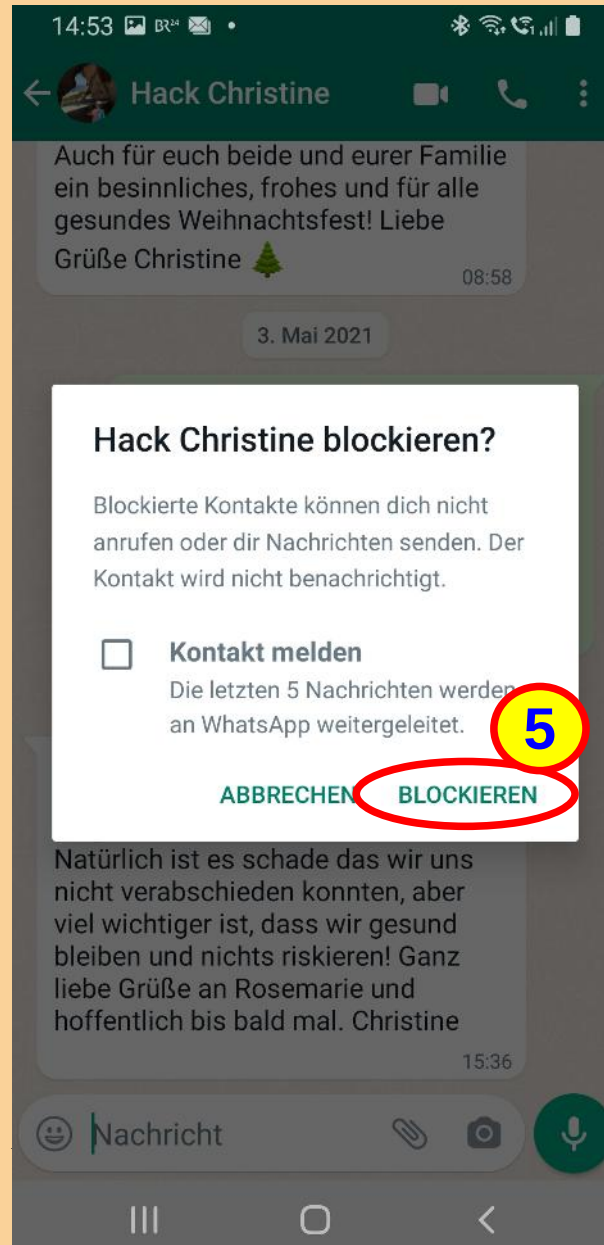 14:53 BR24
Hack Christine
Auch für euch beide und eurer Familie
ein besinnliches, frohes und für alle
gesundes Weihnachtsfest! Liebe
Grüße Christine 🌲
08:58
3. Mai 2021
Hack Christine blockieren?
Blockierte Kontakte können dich nicht
anrufen oder dir Nachrichten senden. Der
Kontakt wird nicht benachrichtigt.
Kontakt melden
Die letzten 5 Nachrichten werden
an WhatsApp weitergeleitet.
5
ABBRECHEN BLOCKIEREN
Natürlich ist es schade das wir uns
nicht verabschieden konnten, aber
viel wichtiger ist, dass wir gesund
bleiben und nichts riskieren! Ganz
liebe Grüße an Rosemarie und
hoffentlich bis bald mal. Christine
15:36
Nachricht